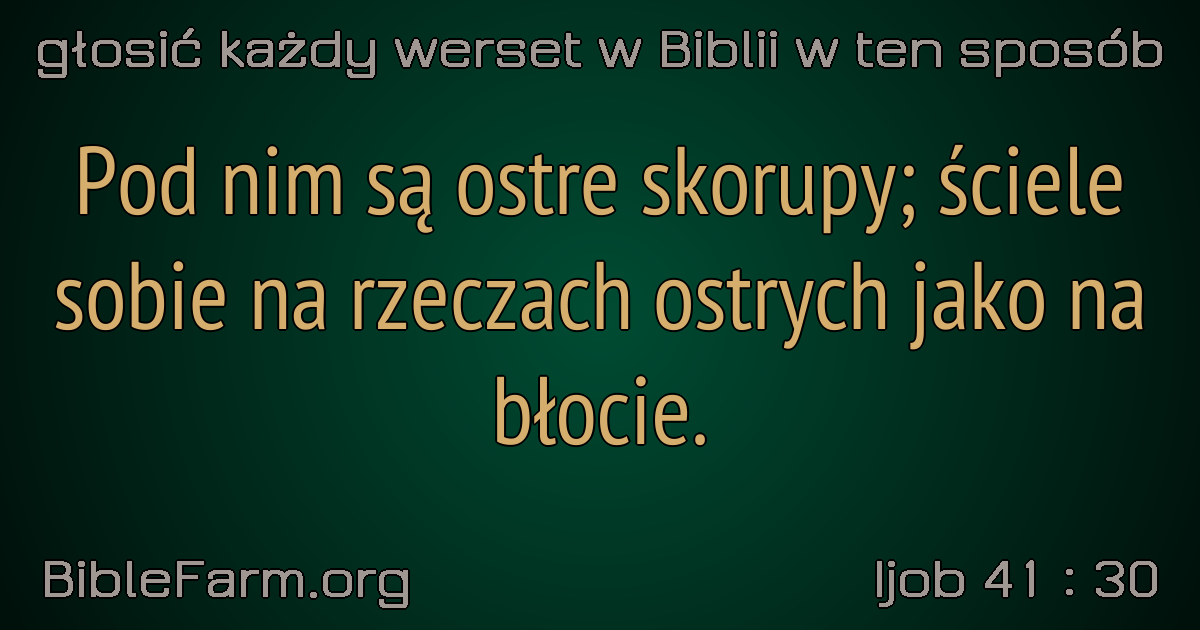 głosić każdy werset w Biblii w ten sposób
Pod nim są ostre skorupy; ściele
sobie na rzeczach ostrych jako na
błocie.
BibleFarm.org
Ijob 41 : 30